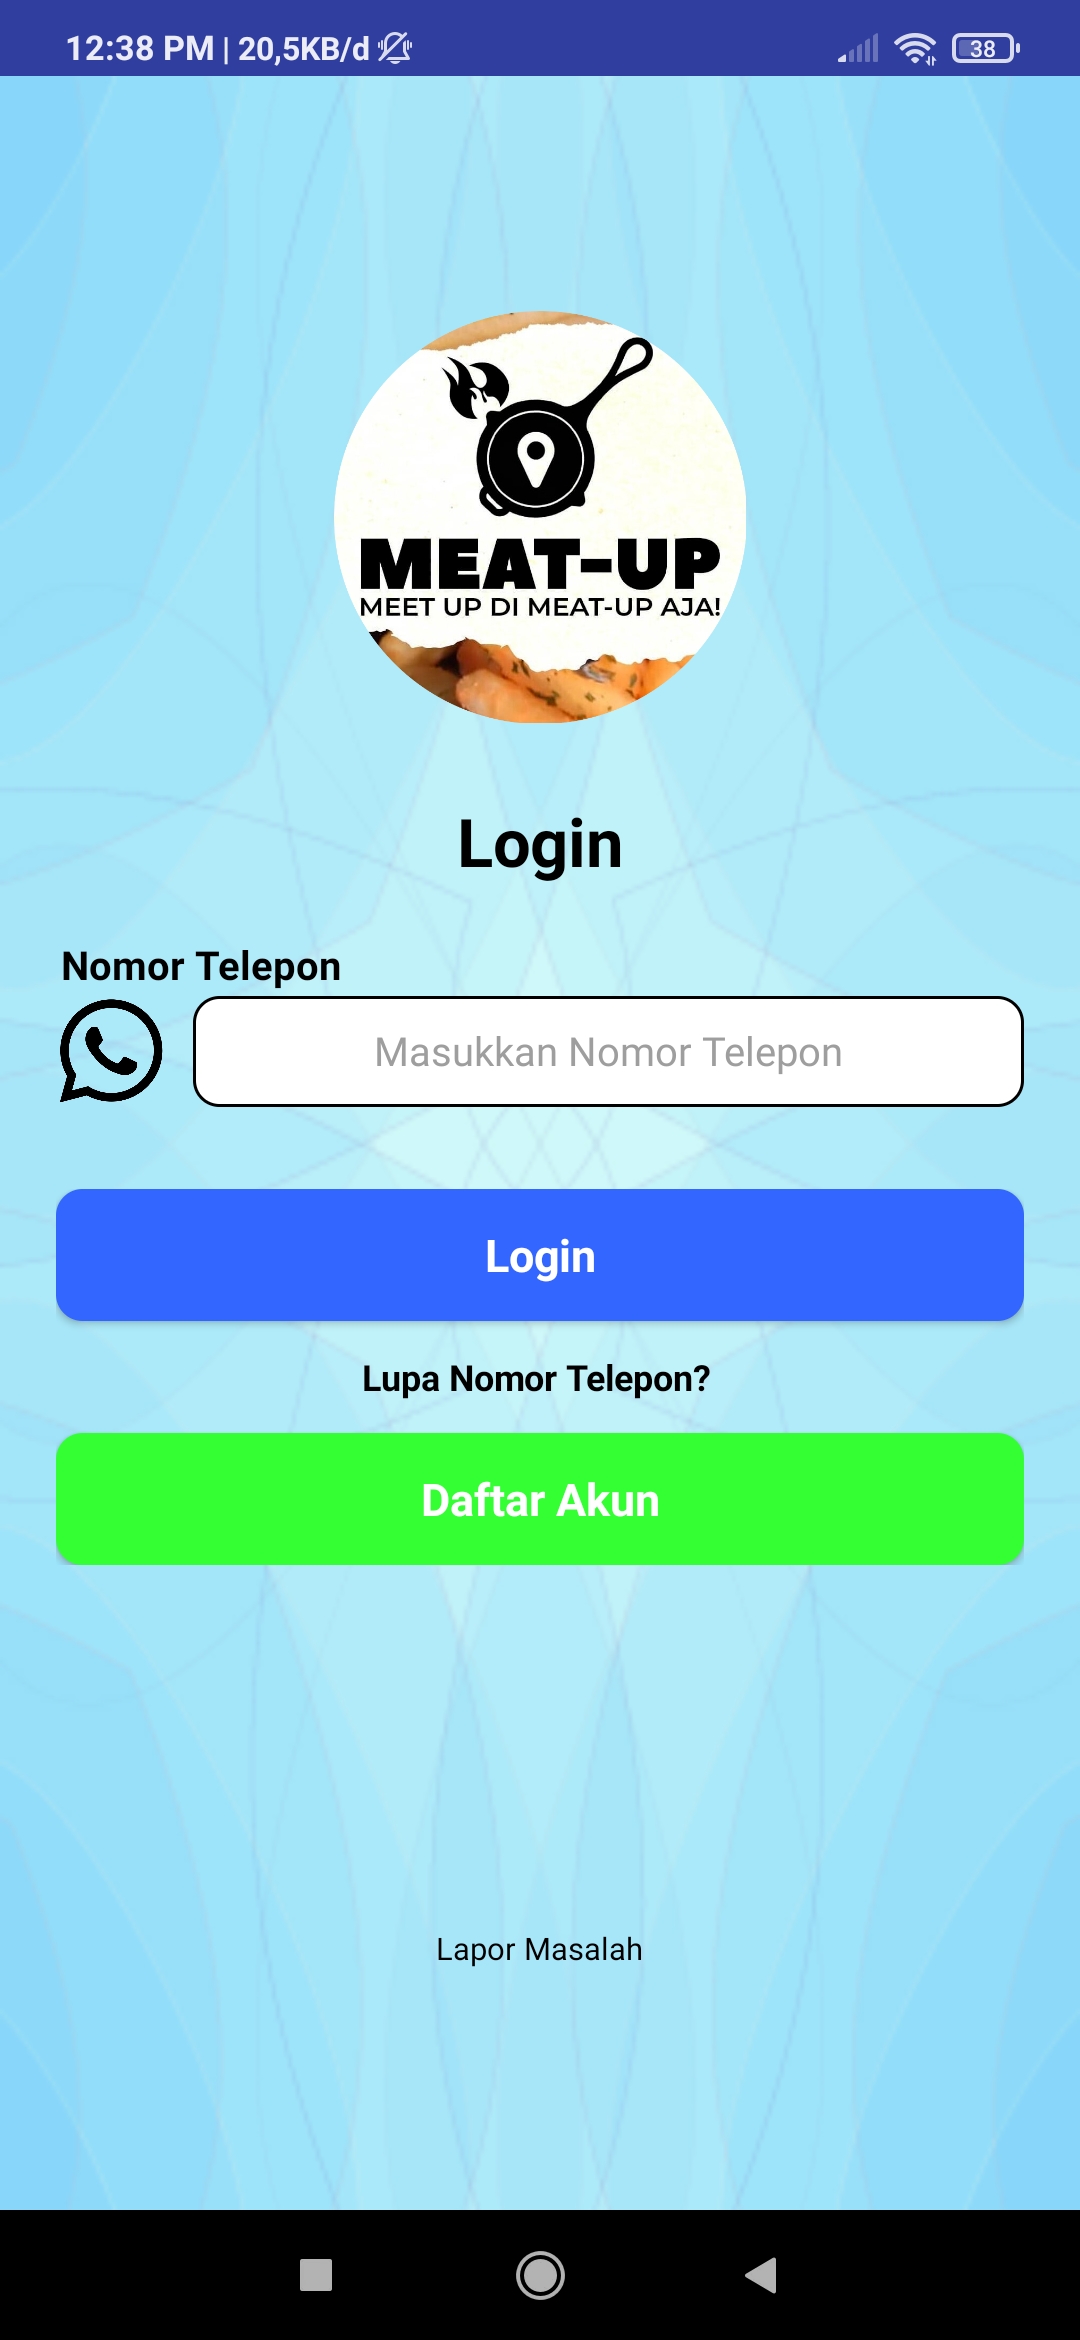 12:38 PM | 20,5KB/d
38
MEAT-UP
MEET UP DI MEAT-UP AJA!
Login
Nomor Telepon
Masukkan Nomor Telepon
Login
Lupa Nomor Telepon?
Daftar Akun
Lapor Masalah